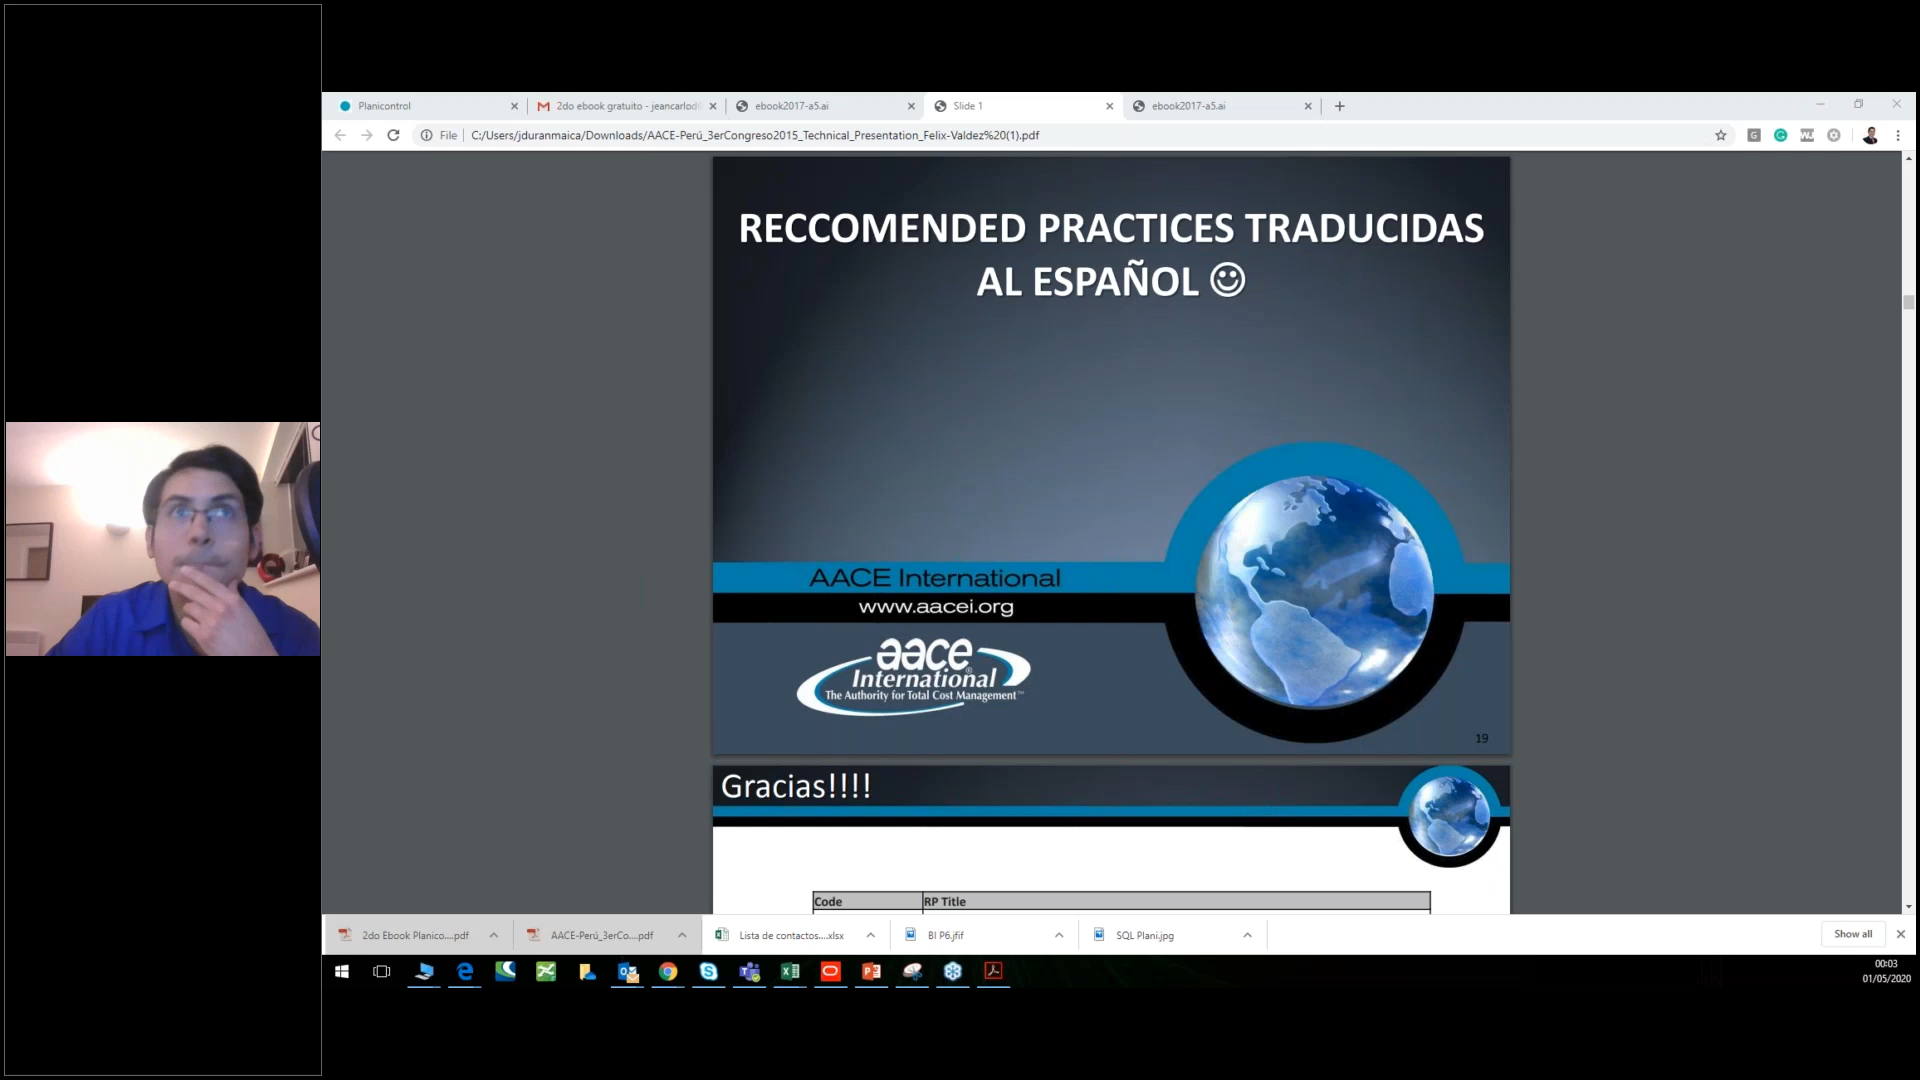 Planicontrol
2do ebook gratuito - jeancarlod
ebook2017-a5.ai
Slide 1
ebook2017-a5.ai
File
C:/Users/jduranmaica/Downloads/AACE-Perú_3erCongreso2015_Technical_Presentation_Felix-Valdez%20(1).pdf
RECCOMENDED PRACTICES TRADUCIDAS
AL ESPAÑOL ☺
AACE International
www.aacei.org
aace
International®
The Authority for Total Cost Management™
19
Gracias!!!!
Code
RP Title
2do Ebook Planico....pdf
AACE-Perú_3erCo....pdf
Lista de contactos....xlsx
BI P6.jfif
SQL Plani.jpg
Show all
00:03
01/05/2020